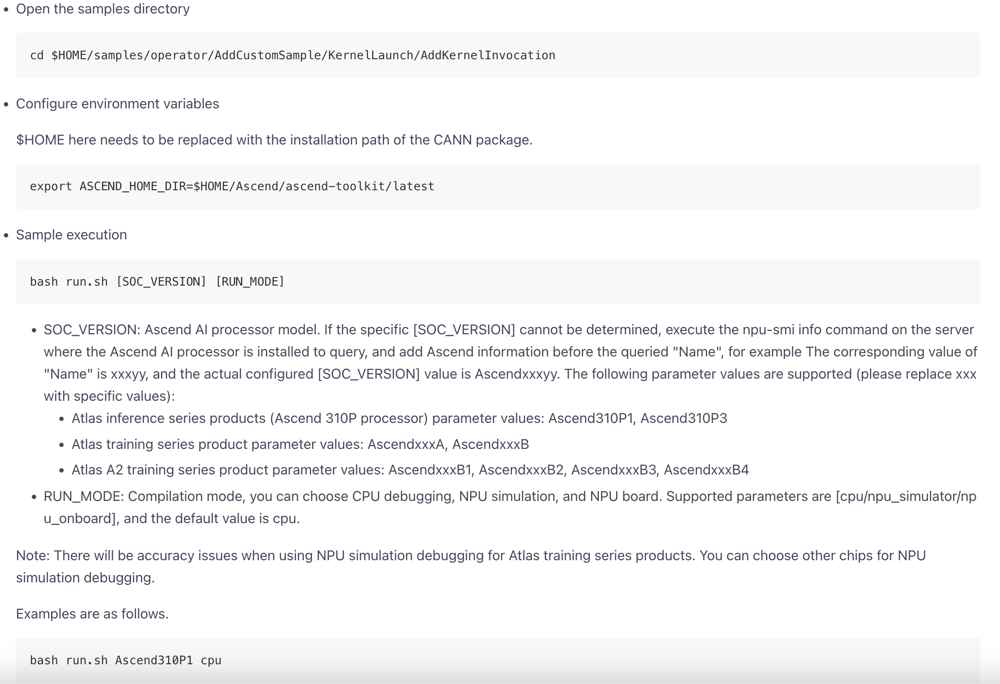 Open the samples directory
cd $HOME/samples/operator/AddCustomSample/KernelLaunch/AddKernelInvocation
Configure environment variables
$HOME here needs to be replaced with the installation path of the CANN package.
export ASCEND_HOME_DIR=$HOME/Ascend/ascend-toolkit/latest
Sample execution
bash run.sh [SOC_VERSION] [RUN_MODE]
SOC_VERSION: Ascend AI processor model. If the specific [SOC_VERSION] cannot be determined, execute the npu-smi info command on the server
where the Ascend AI processor is installed to query, and add Ascend information before the queried "Name", for example The corresponding value of
"Name" is xxxyy, and the actual configured [SOC_VERSION] value is Ascendxxxyy. The following parameter values are supported (please replace xxx
with specific values):
Atlas inference series products (Ascend 310P processor) parameter values: Ascend310P1, Ascend310P3
Atlas training series product parameter values: AscendxxxA, AscendxxxB
Atlas A2 training series product parameter values: AscendxxxB1, AscendxxxB2, AscendxxxB3, AscendxxxB4
RUN_MODE: Compilation mode, you can choose CPU debugging, NPU simulation, and NPU board. Supported parameters are [cpu/npu_simulator/np
u_onboard], and the default value is cpu.
Note: There will be accuracy issues when using NPU simulation debugging for Atlas training series products. You can choose other chips for NPU
simulation debugging.
Examples are as follows.
bash run.sh Ascend310P1 cpu